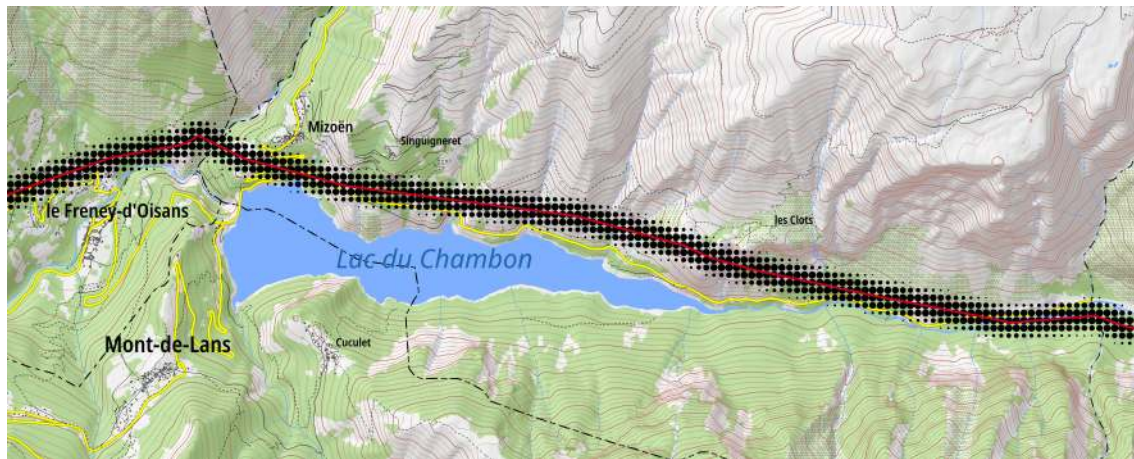 Mizoën
Singuigneret
le Freney-d'Oisans
les Clots
Lac du Chambon
Mont-de-Lans
Cuculet